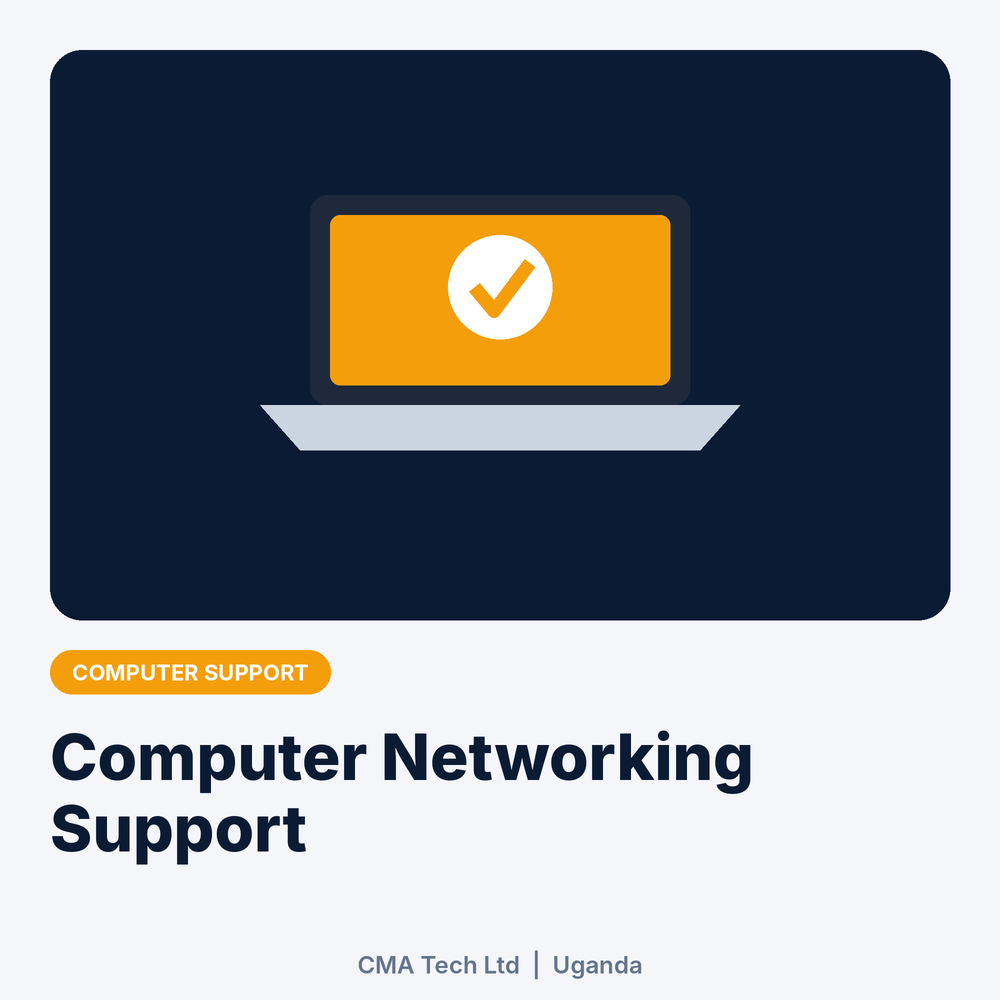 COMPUTER SUPPORT
Computer Networking
Support
CMA Tech Ltd | Uganda